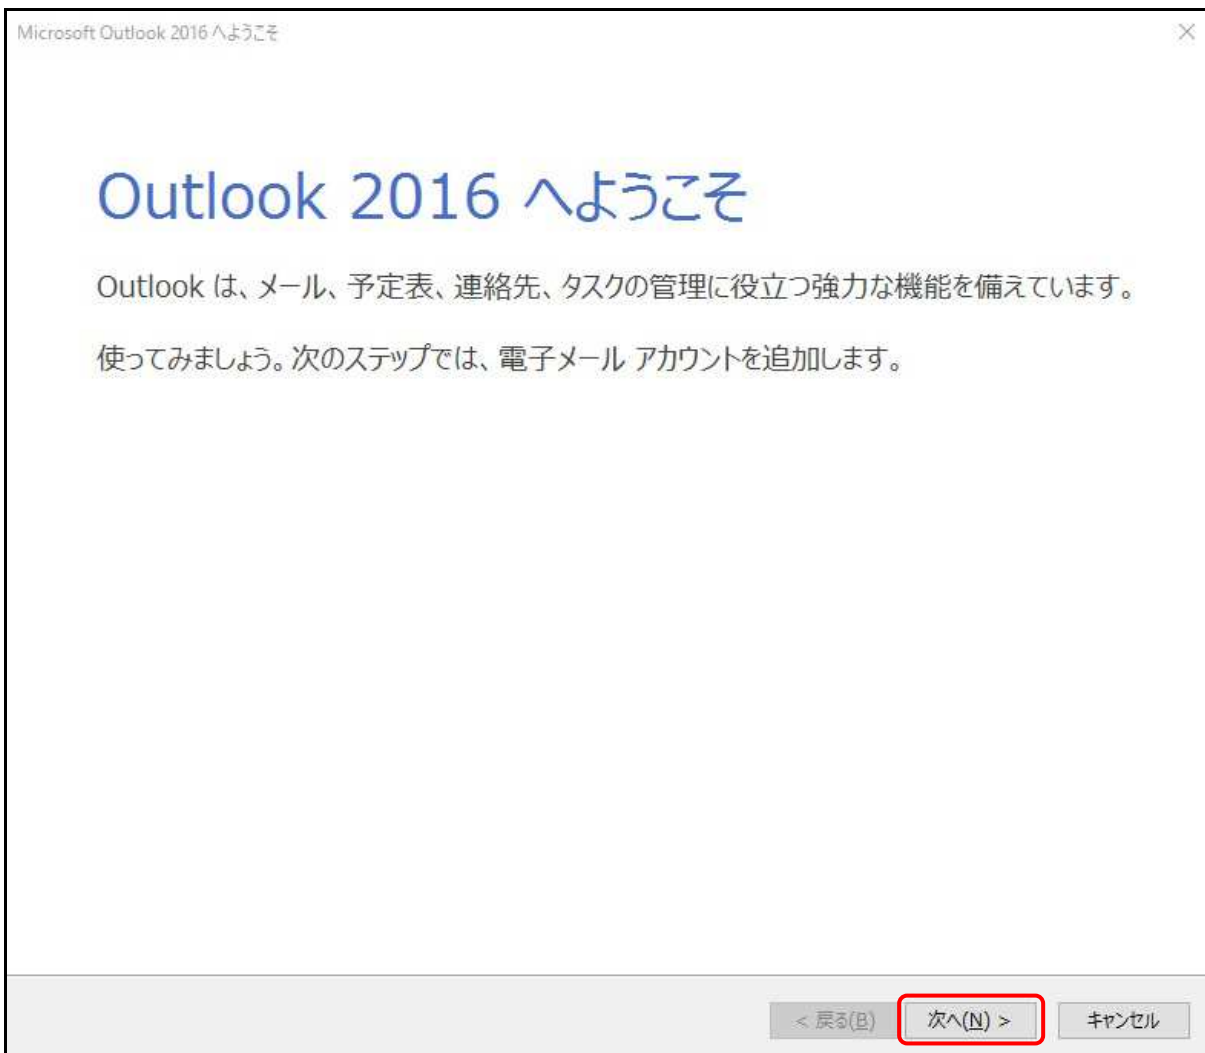 Microsoft Outlook 2016 へようこそ
Outlook 2016 へようこそ
Outlook は、メール、予定表、連絡先、タスクの管理に役立つ強力な機能を備えています。
使ってみましょう。次のステップでは、電子メール アカウントを追加します。
< 戻る(B) 次へ(N) > キャンセル